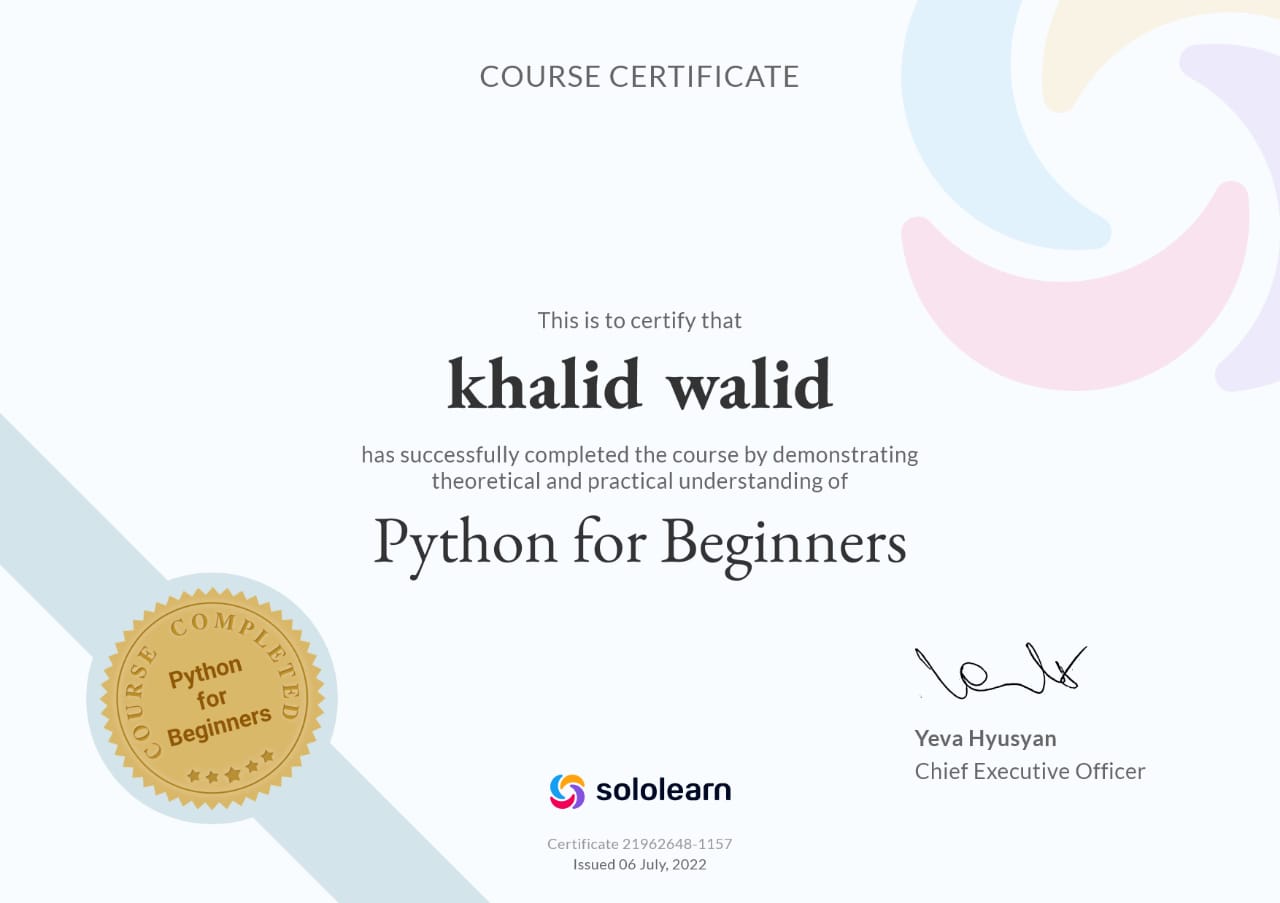 COURSE CERTIFICATE
This is to certify that
khalid walid
has successfully completed the course by demonstrating
theoretical and practical understanding of
Python for Beginners
COURSE COMPLETED
Python
for
Beginners
Yeva Hyusyan
Chief Executive Officer
sololearn
Certificate 21962648-1157
Issued 06 July, 2022